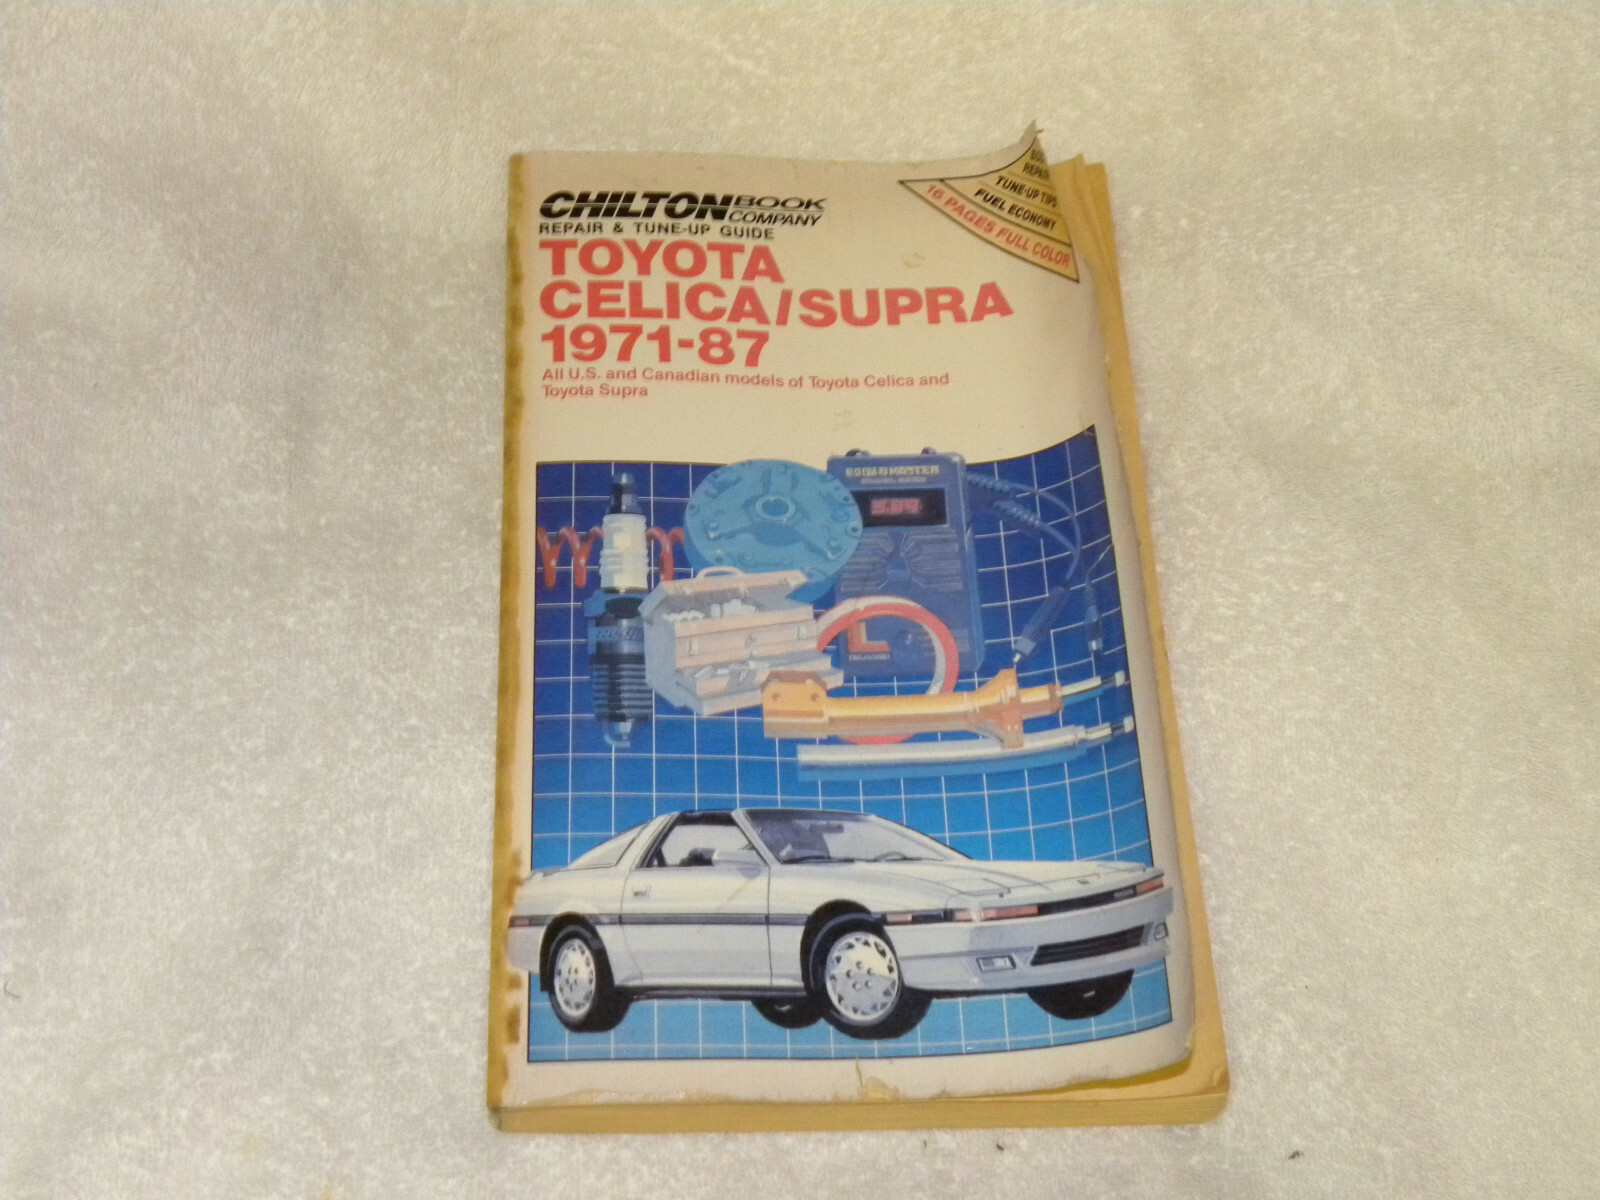 CHILTON BOOK COMPANY
REPAIR & TUNE-UP GUIDE
TOYOTA
CELICA/SUPRA
1971-87
All U.S. and Canadian models of Toyota Celica and
Toyota Supra
REPAIR
TUNE-UP TIPS
FUEL ECONOMY
16 PAGES FULL COLOR